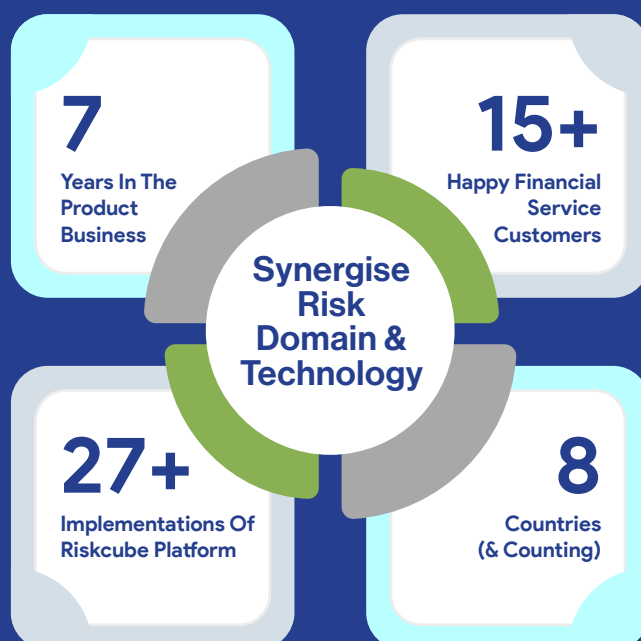 7
Years In The
Product
Business
15+
Happy Financial
Service
Customers
Synergise
Risk
Domain &
Technology
27+
Implementations Of
Riskcube Platform
8
Countries
(& Counting)